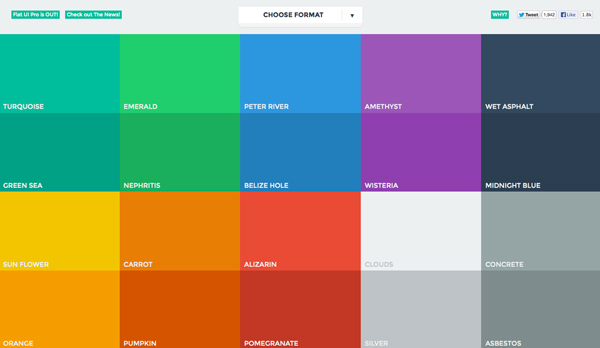 Flat UI Pro is OUT! Check out The News! CHOOSE FORMAT ▼ WHY? Tweet 1,942 Like 1.8k
TURQUOISE EMERALD PETER RIVER AMETHYST WET ASPHALT
GREEN SEA NEPHRITIS BELIZE HOLE WISTERIA MIDNIGHT BLUE
SUN FLOWER CARROT ALIZARIN CLOUDS CONCRETE
ORANGE PUMPKIN POMEGRANATE SILVER ASBESTOS